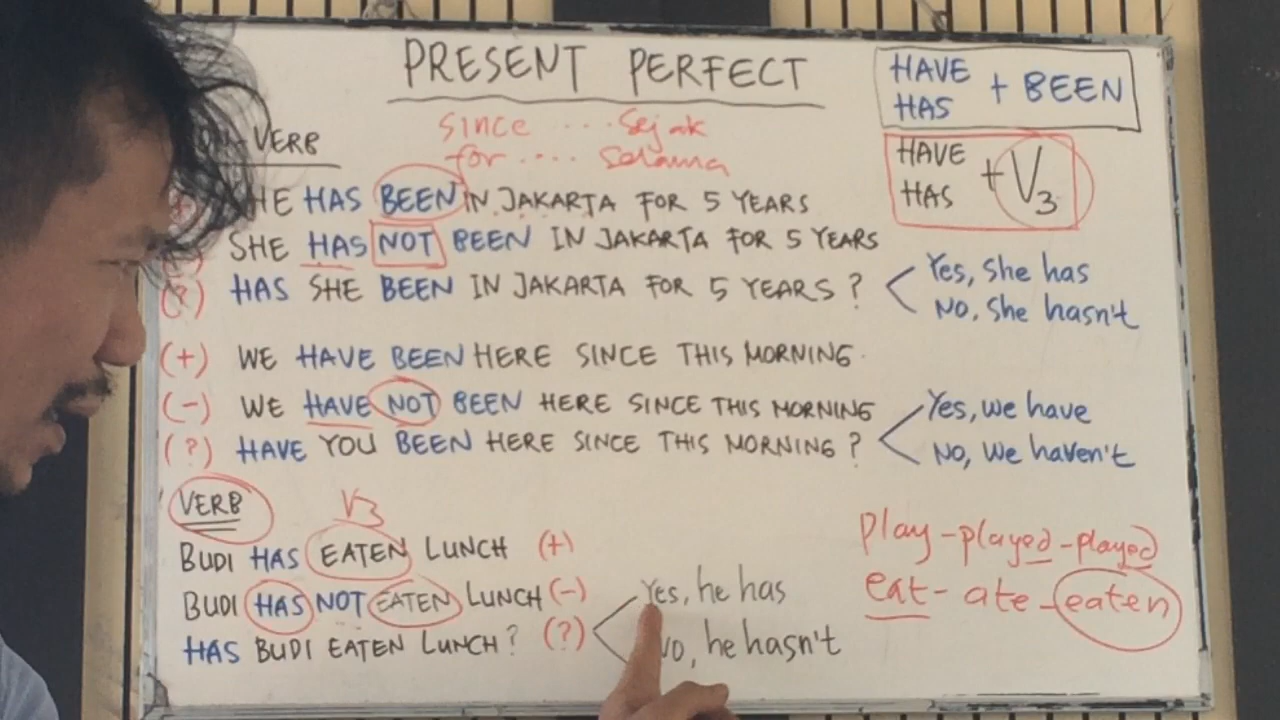 PRESENT PERFECT
HAVE
HAS + BEEN
since .... sejak
for .... selama
HAVE
HAS + V3
VERB
HE HAS BEEN IN JAKARTA FOR 5 YEARS
SHE HAS NOT BEEN IN JAKARTA FOR 5 YEARS
(?) HAS SHE BEEN IN JAKARTA FOR 5 YEARS ?
Yes, she has
No, she hasn't
(+) WE HAVE BEEN HERE SINCE THIS MORNING.
(-) WE HAVE NOT BEEN HERE SINCE THIS MORNING
(?) HAVE YOU BEEN HERE SINCE THIS MORNING ?
Yes, we have
No, we haven't
VERB V3
BUDI HAS EATEN LUNCH (+)
BUDI HAS NOT EATEN LUNCH (-)
HAS BUDI EATEN LUNCH ? (?)
Yes, he has
No, he hasn't
play - played - played
eat - ate - eaten